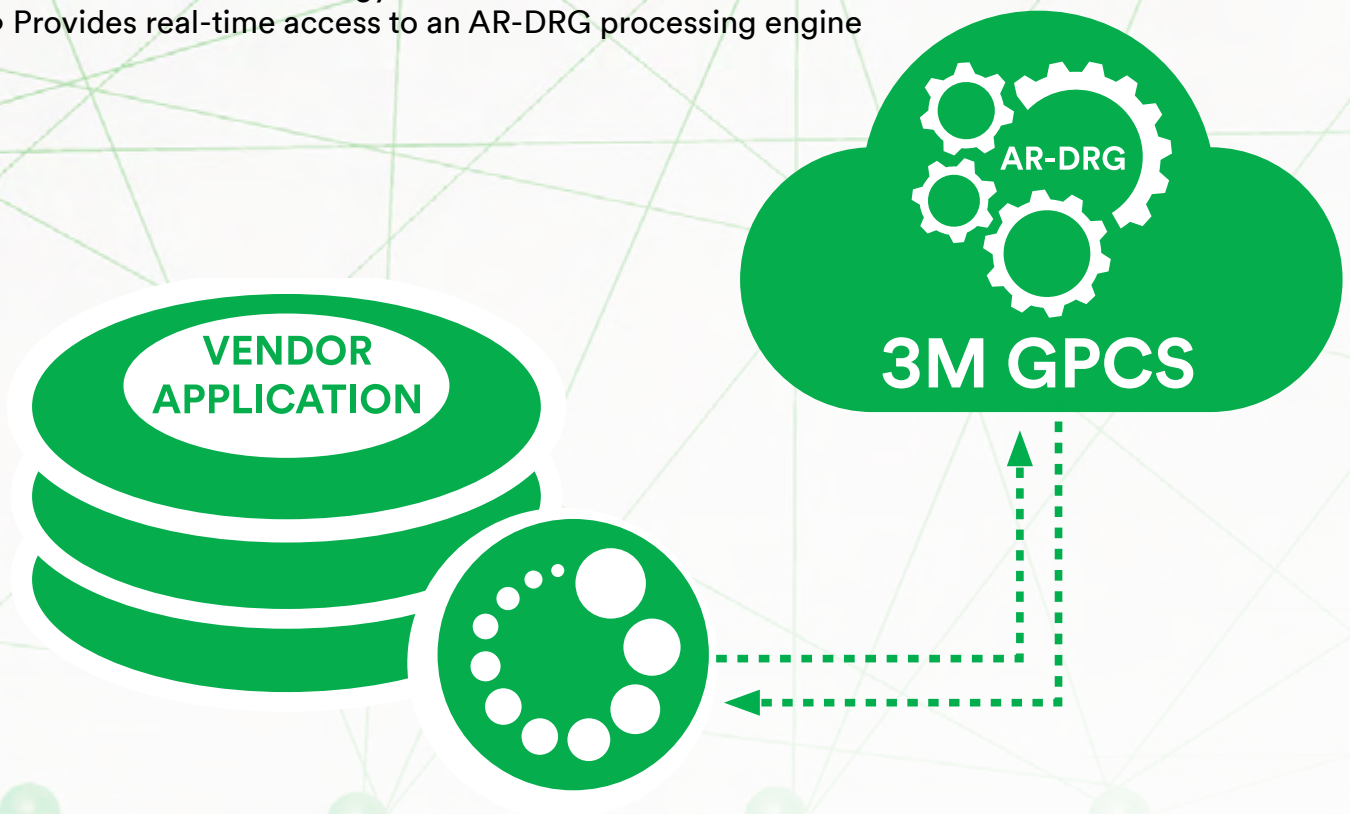 • Provides real-time access to an AR-DRG processing engine
AR-DRG
3M GPCS
VENDOR
APPLICATION